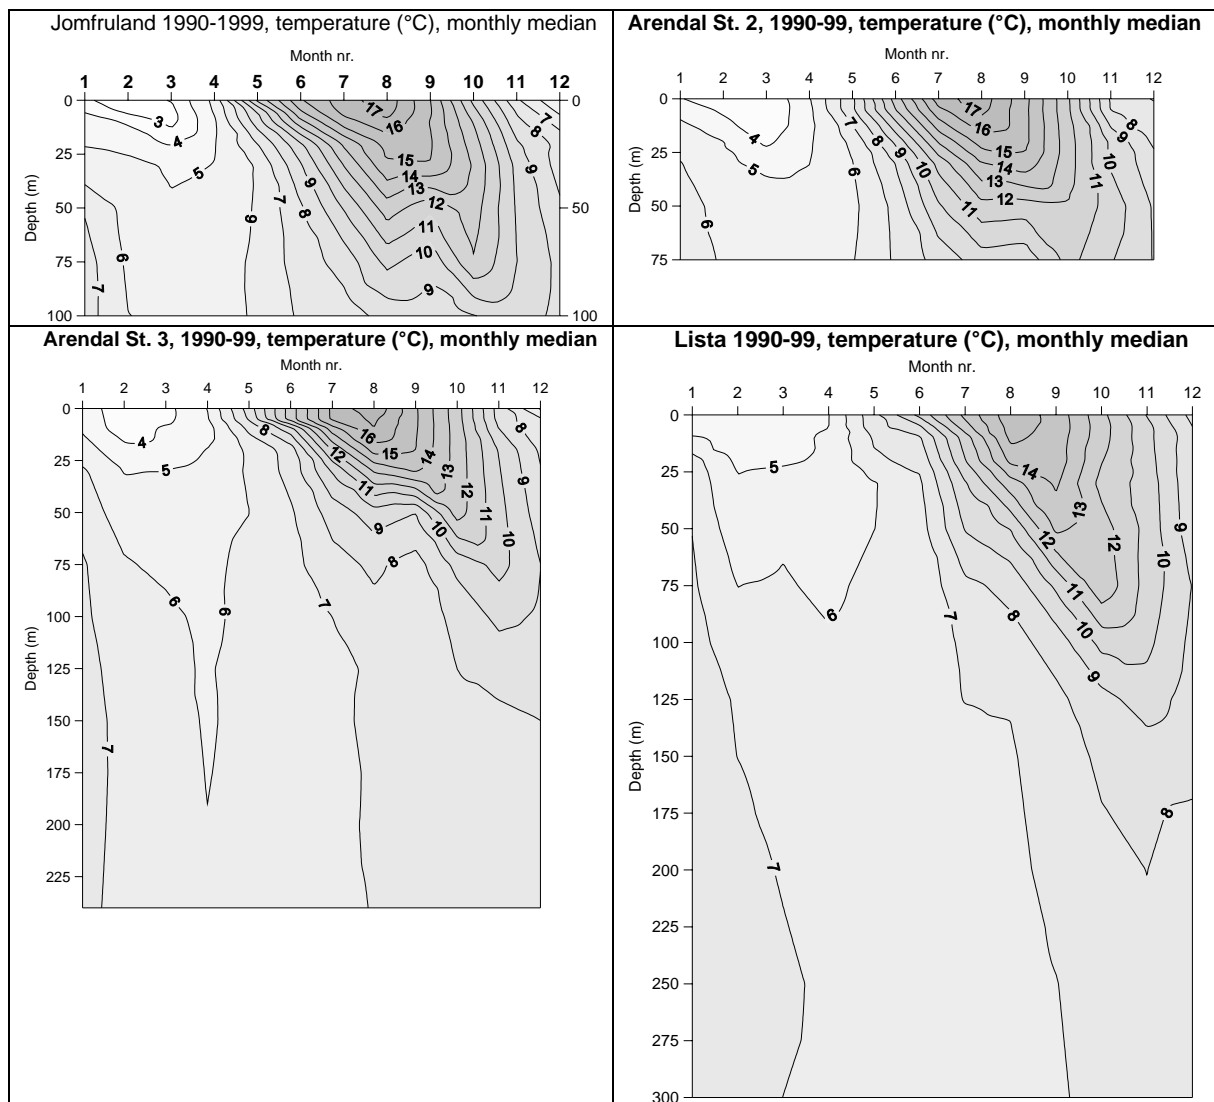 Jomfruland 1990-1999, temperature (°C), monthly median
Month nr.
1 2 3 4 5 6 7 8 9 10 11 12
0 0
25
50 50
75
100 100
Depth (m)
3 4 5 6 7 6 7 8 9 9 10 11 12 13 14 15 16 17 9 8 7
Arendal St. 2, 1990-99, temperature (°C), monthly median
Month nr.
1 2 3 4 5 6 7 8 9 10 11 12
0
25
50
75
Depth (m)
4 5 6 6 7 8 9 10 11 12 13 14 15 16 17 11 10 9 8
Arendal St. 3, 1990-99, temperature (°C), monthly median
Month nr.
1 2 3 4 5 6 7 8 9 10 11 12
0
25
50
75
100
125
150
175
200
225
Depth (m)
4 5 6 7 6 7 8 8 9 10 11 12 16 15 14 13 12 11 10 9 8
Lista 1990-99, temperature (°C), monthly median
Month nr.
1 2 3 4 5 6 7 8 9 10 11 12
0
25
50
75
100
125
150
175
200
225
250
275
300
Depth (m)
5 6 7 7 8 9 10 11 12 14 13 12 10 9 8